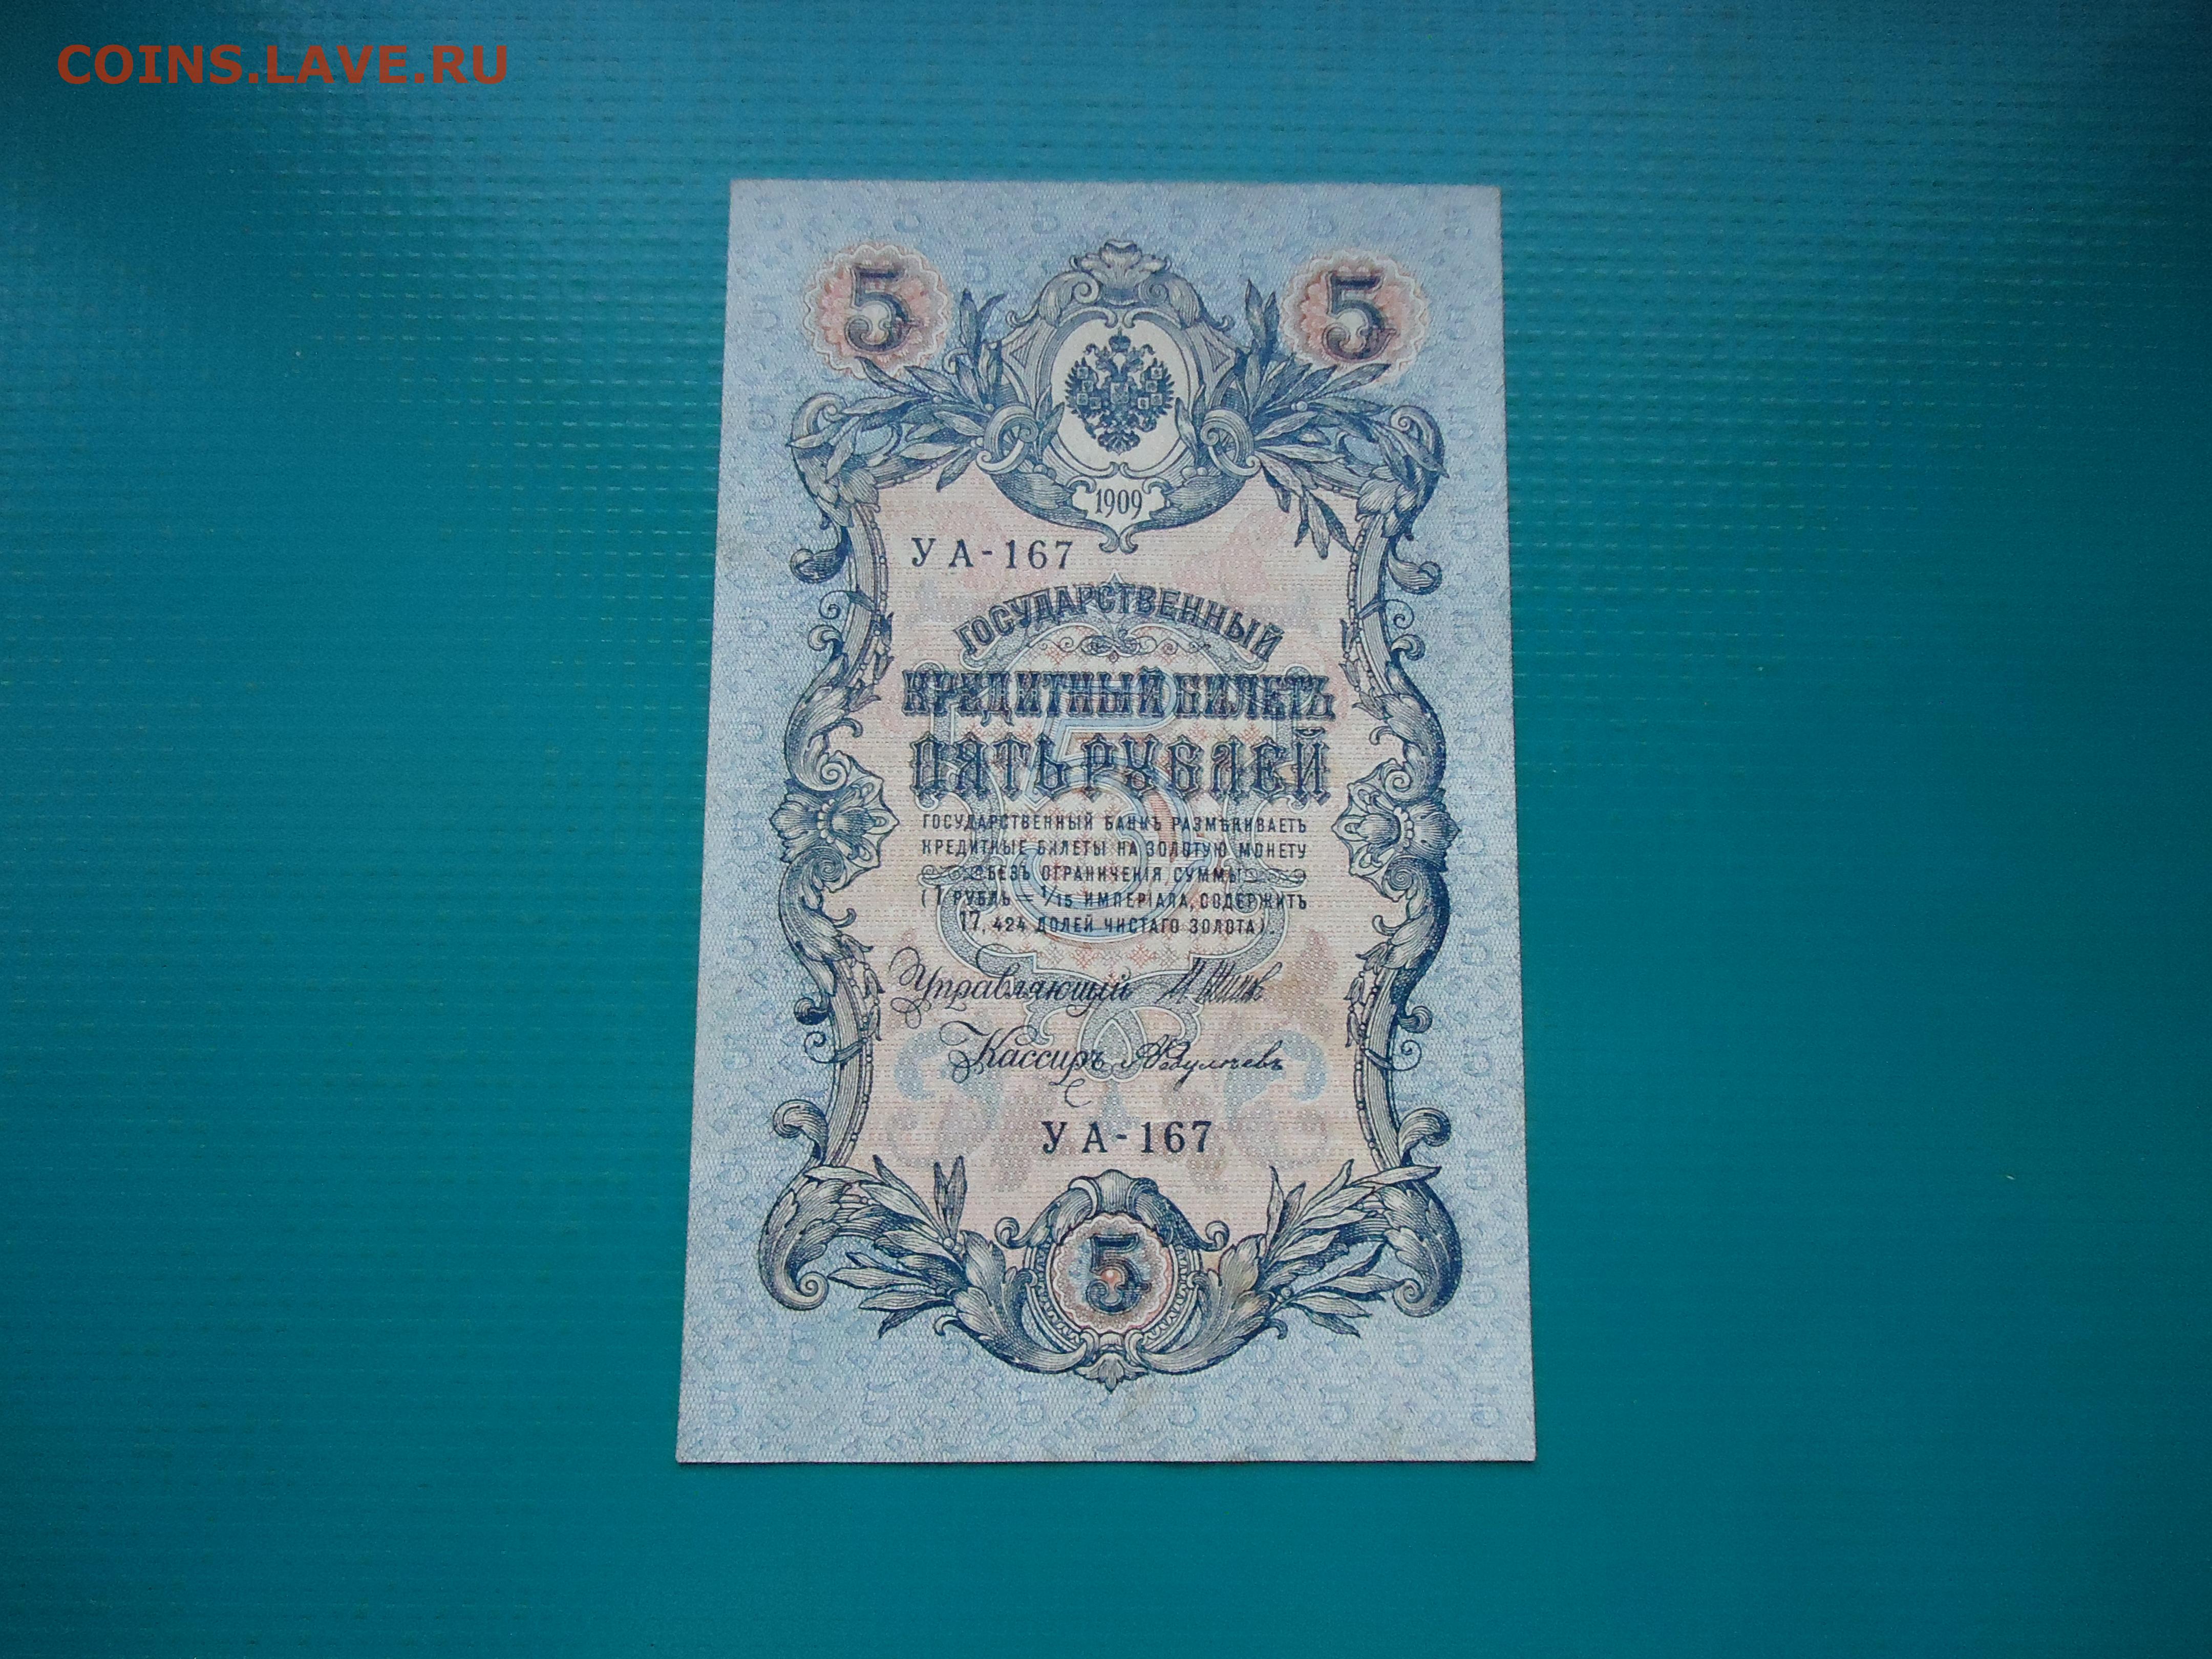 COINS.LAVE.RU
5 5
1909
УА-167
ГОСУДАРСТВЕННЫЙ
КРЕДИТНЫЙ БИЛЕТЪ
ПЯТЬ РУБЛЕЙ
ГОСУДАРСТВЕННЫЙ БАНКЪ РАЗМѢНИВАЕТЪ
КРЕДИТНЫЕ БИЛЕТЫ НА ЗОЛОТУЮ МОНЕТУ
БЕЗЪ ОГРАНИЧЕНІЯ СУММЫ
(1 РУБЛЬ = 1/15 ИМПЕРІАЛА, СОДЕРЖИТЪ
17,424 ДОЛЕЙ ЧИСТАГО ЗОЛОТА).
Управляющій
Кассиръ
УА-167
5